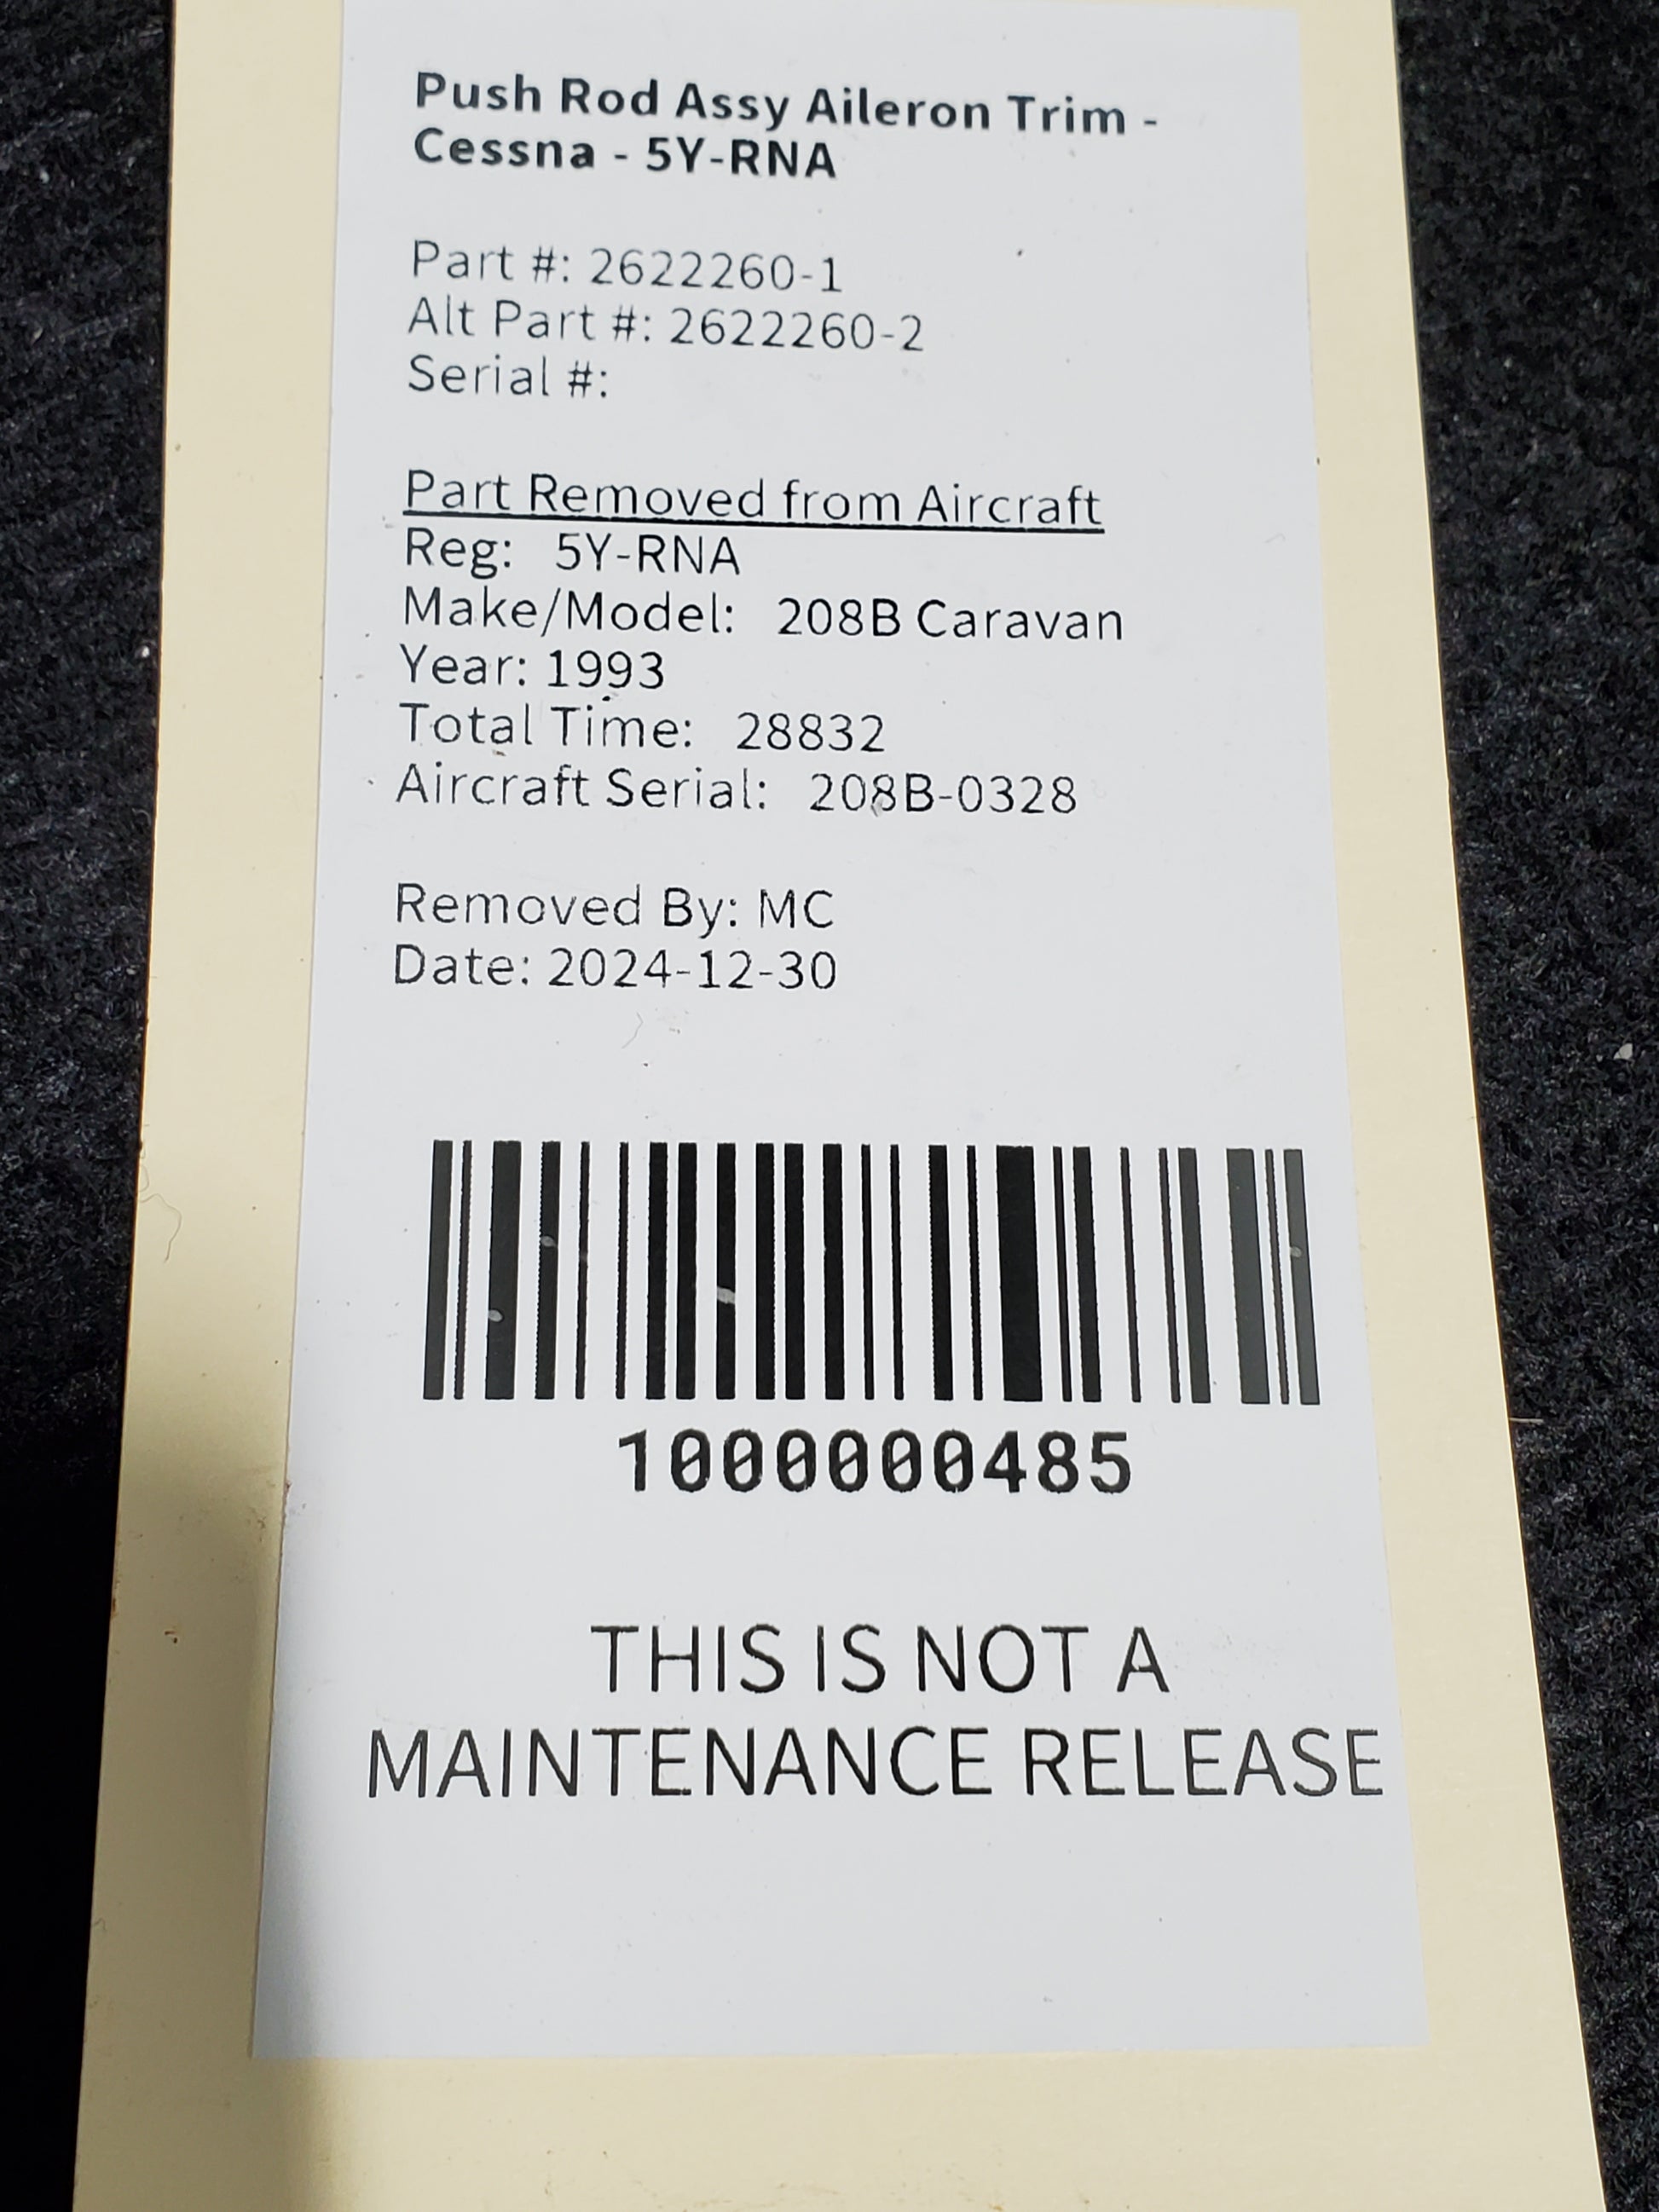 Push Rod Assy Aileron Trim -
Cessna - 5Y-RNA
Part #: 2622260-1
Alt Part #: 2622260-2
Serial #:
Part Removed from Aircraft
Reg: 5Y-RNA
Make/Model: 208B Caravan
Year: 1993
Total Time: 28832
Aircraft Serial: 208B-0328
Removed By: MC
Date: 2024-12-30
1000000485
THIS IS NOT A
MAINTENANCE RELEASE